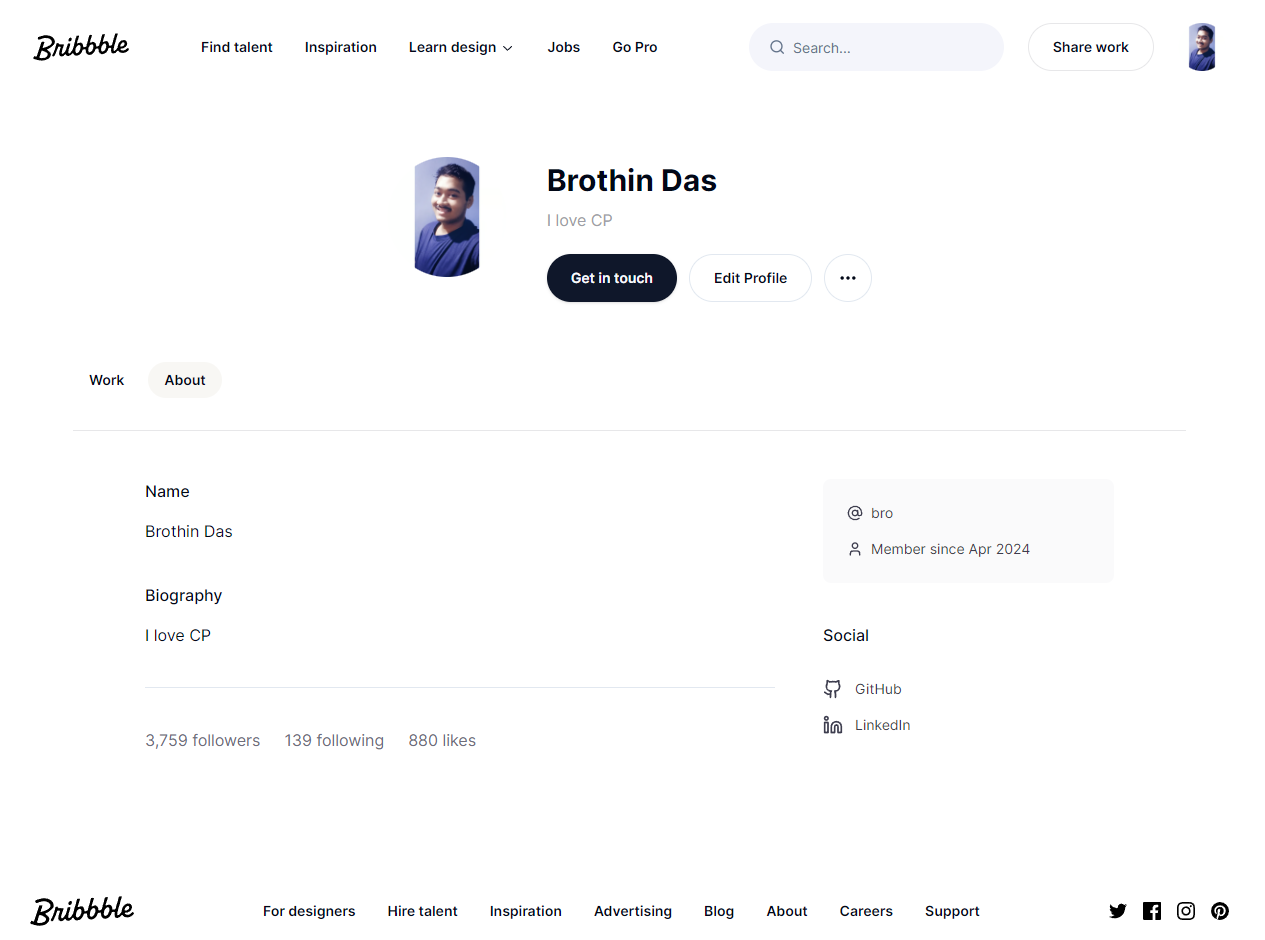 Bribbble Find talent Inspiration Learn design Jobs Go Pro Search... Share work
Brothin Das
I love CP
Get in touch Edit Profile
Work About
Name
Brothin Das
Biography
I love CP
3,759 followers 139 following 880 likes
@ bro
Member since Apr 2024
Social
GitHub
LinkedIn
Bribbble For designers Hire talent Inspiration Advertising Blog About Careers Support